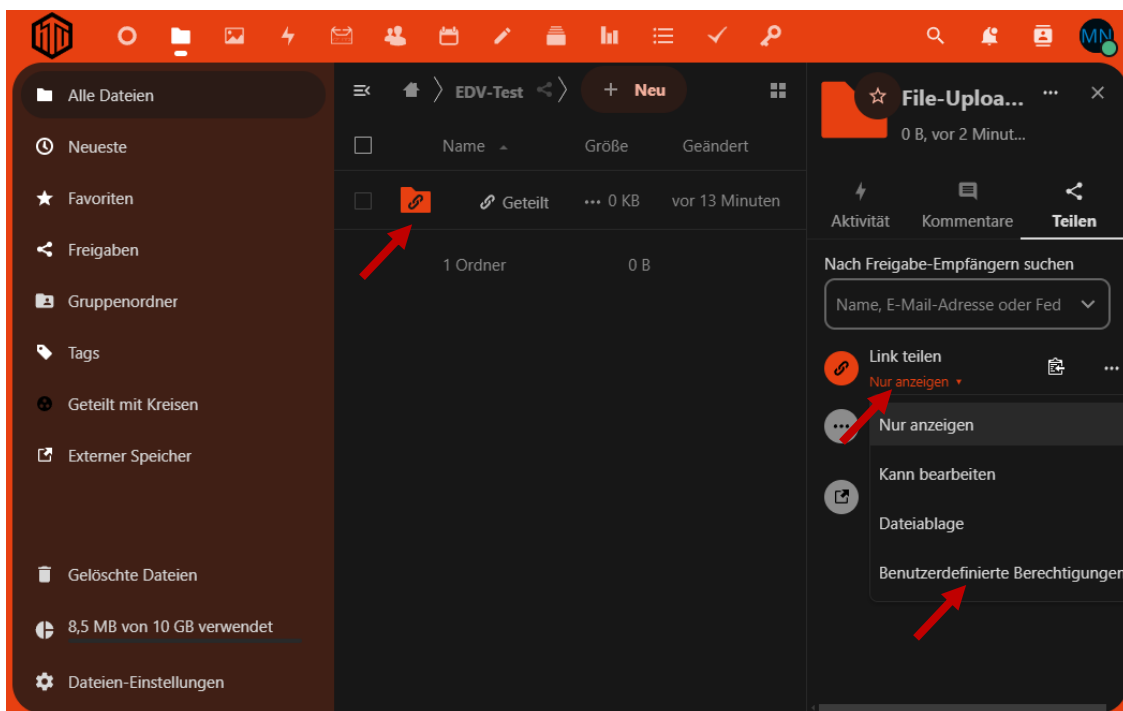 MN
Alle Dateien
Neueste
Favoriten
Freigaben
Gruppenordner
Tags
Geteilt mit Kreisen
Externer Speicher
Gelöschte Dateien
8,5 MB von 10 GB verwendet
Dateien-Einstellungen
EDV-Test
+ Neu
Name Größe Geändert
Geteilt ... 0 KB vor 13 Minuten
1 Ordner 0 B
File-Uploa... ...
0 B, vor 2 Minut...
Aktivität Kommentare Teilen
Nach Freigabe-Empfängern suchen
Name, E-Mail-Adresse oder Fed
Link teilen
Nur anzeigen
Nur anzeigen
Kann bearbeiten
Dateiablage
Benutzerdefinierte Berechtigungen